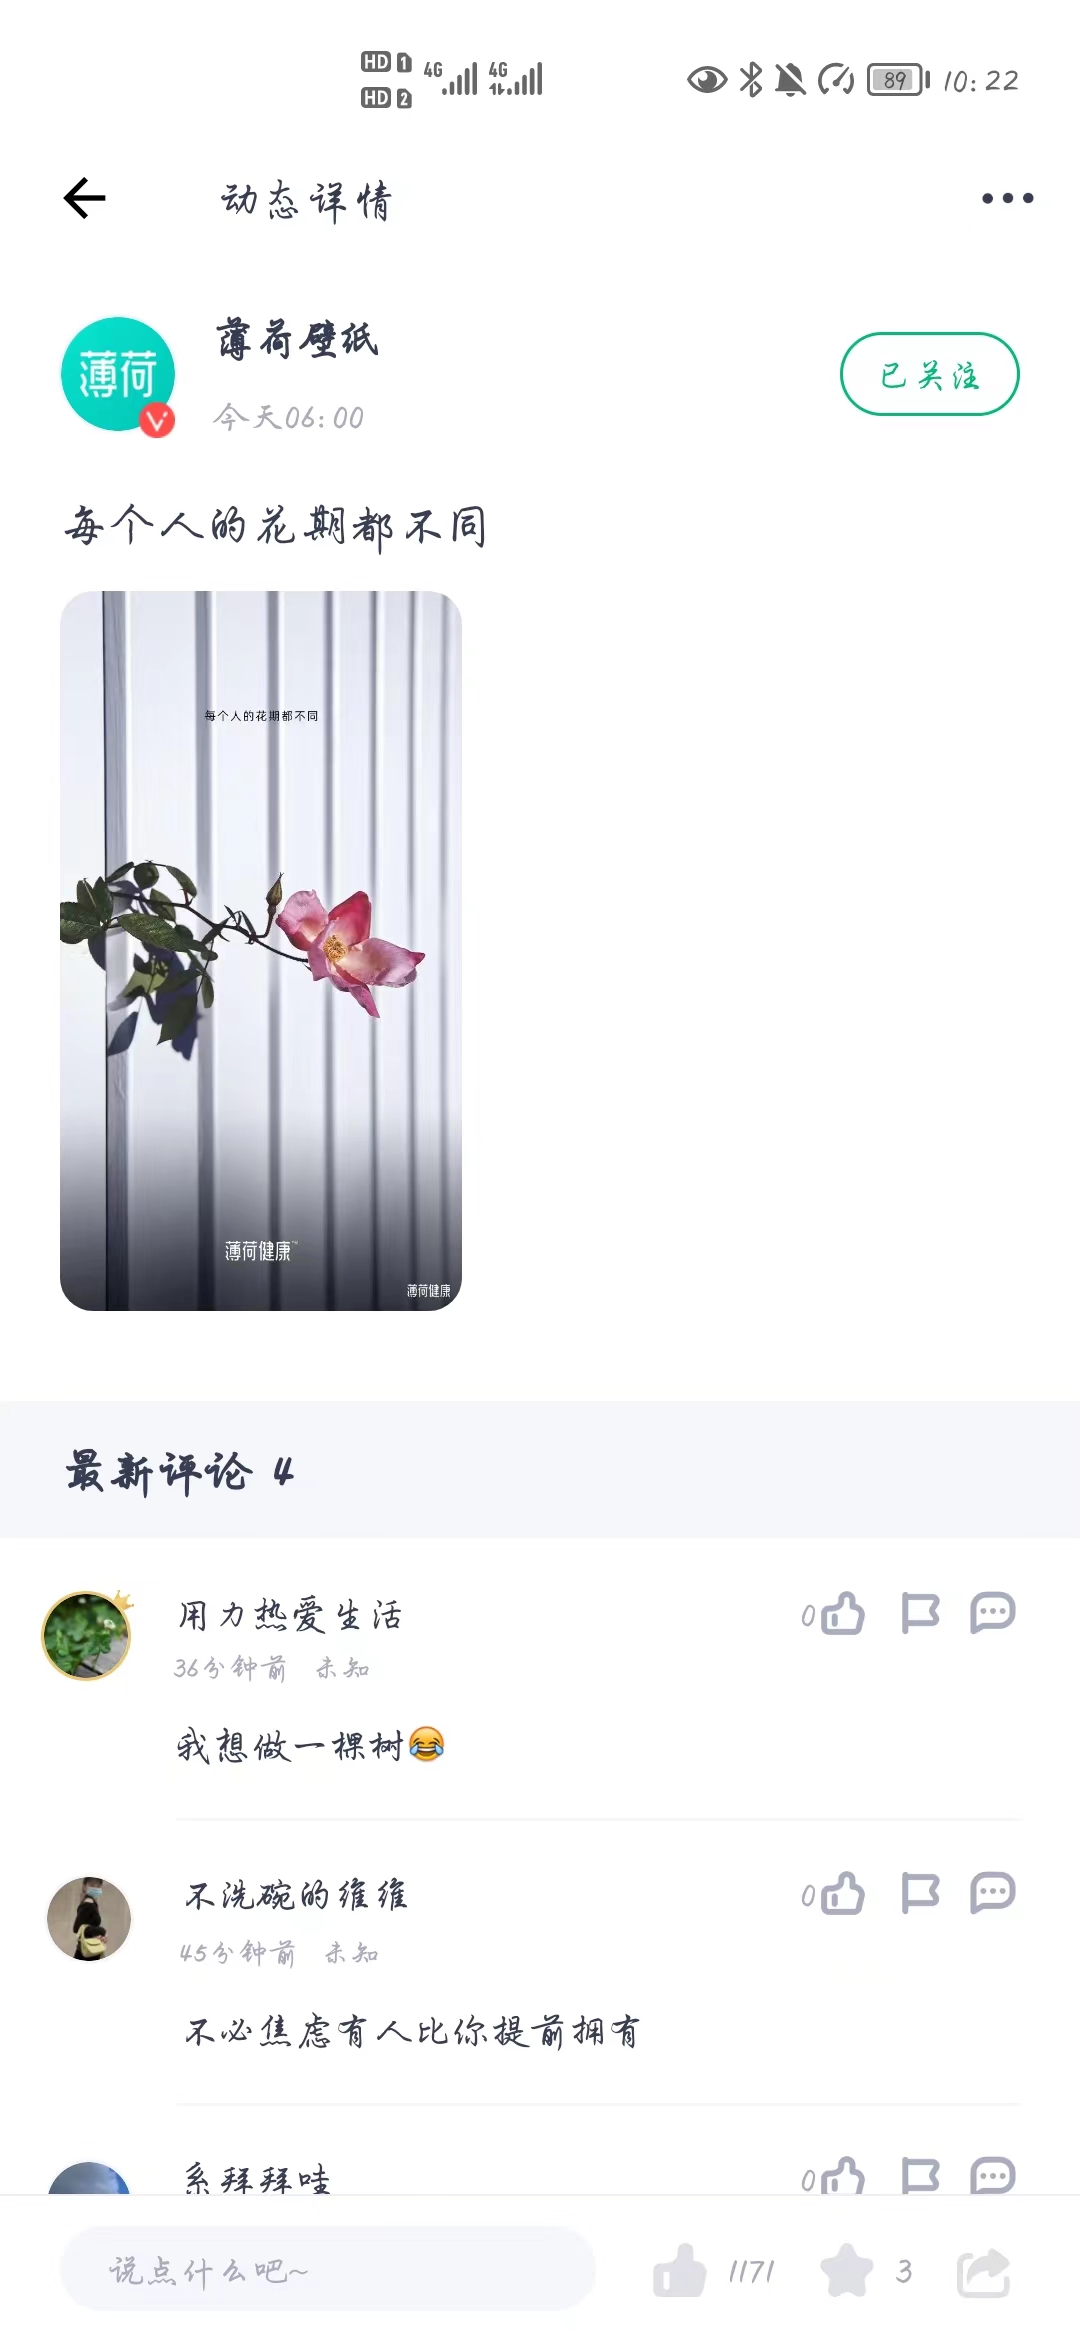 HD 1 4G 4G 89 10:22
HD 2
动态详情
薄荷
薄荷壁纸
今天06:00
已关注
每个人的花期都不同
每个人的花期都不同
薄荷健康
薄荷健康
最新评论 4
用力热爱生活
0
36分钟前 未知
我想做一棵树😂
不洗碗的维维
0
45分钟前 未知
不必焦虑有人比你提前拥有
系拜拜哇
0
说点什么吧~
1171
3